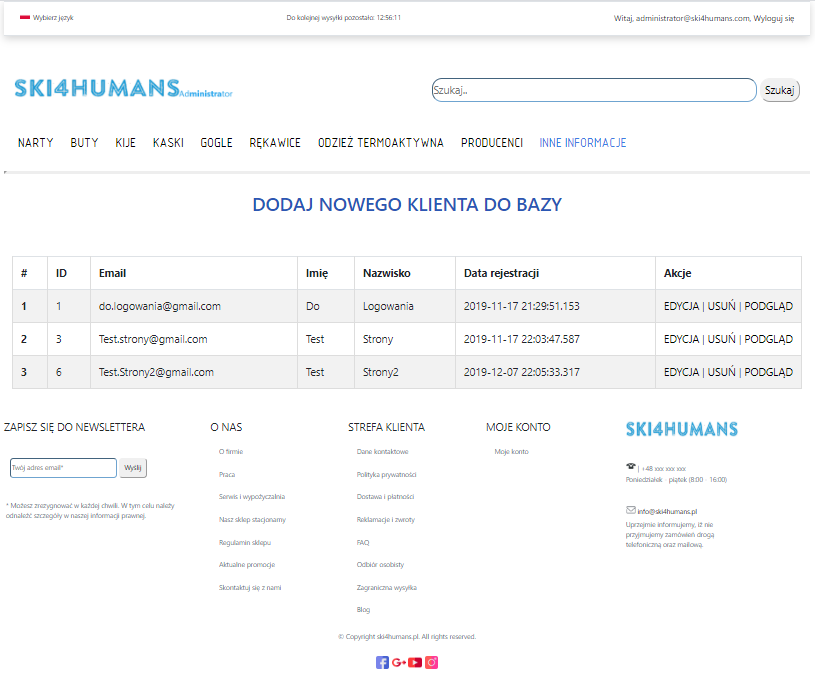 Wybierz język
Do kolejnej wysyłki pozostało: 12:56:11
Witaj, administrator@ski4humans.com, Wyloguj się
SKI4HUMANS Administrator
Szukaj..
Szukaj
NARTY BUTY KIJE KASKI GOGLE RĘKAWICE ODZIEŻ TERMOAKTYWNA PRODUCENCI INNE INFORMACJE
DODAJ NOWEGO KLIENTA DO BAZY
# ID Email Imię Nazwisko Data rejestracji Akcje
1 1 do.logowania@gmail.com Do Logowania 2019-11-17 21:29:51.153 EDYCJA | USUŃ | PODGLĄD
2 3 Test.strony@gmail.com Test Strony 2019-11-17 22:03:47.587 EDYCJA | USUŃ | PODGLĄD
3 6 Test.Strony2@gmail.com Test Strony2 2019-12-07 22:05:33.317 EDYCJA | USUŃ | PODGLĄD
ZAPISZ SIĘ DO NEWSLETTERA
Twój adres email*
Wyślij
* Możesz zrezygnować w każdej chwili. W tym celu należy
odnaleźć szczegóły w naszej informacji prawnej.
O NAS
O firmie
Praca
Serwis i wypożyczalnia
Nasz sklep stacjonarny
Regulamin sklepu
Aktualne promocje
Skontaktuj się z nami
STREFA KLIENTA
Dane kontaktowe
Polityka prywatności
Dostawa i płatności
Reklamacje i zwroty
FAQ
Odbiór osobisty
Zagraniczna wysyłka
Blog
MOJE KONTO
Moje konto
SKI4HUMANS
| +48 xxx xxx xxx
Poniedziałek - piątek (8:00 - 16:00)
info@ski4humans.pl
Uprzejmie informujemy, iż nie
przyjmujemy zamówień drogą
telefoniczną oraz mailową.
© Copyright ski4humans.pl. All rights reserved.